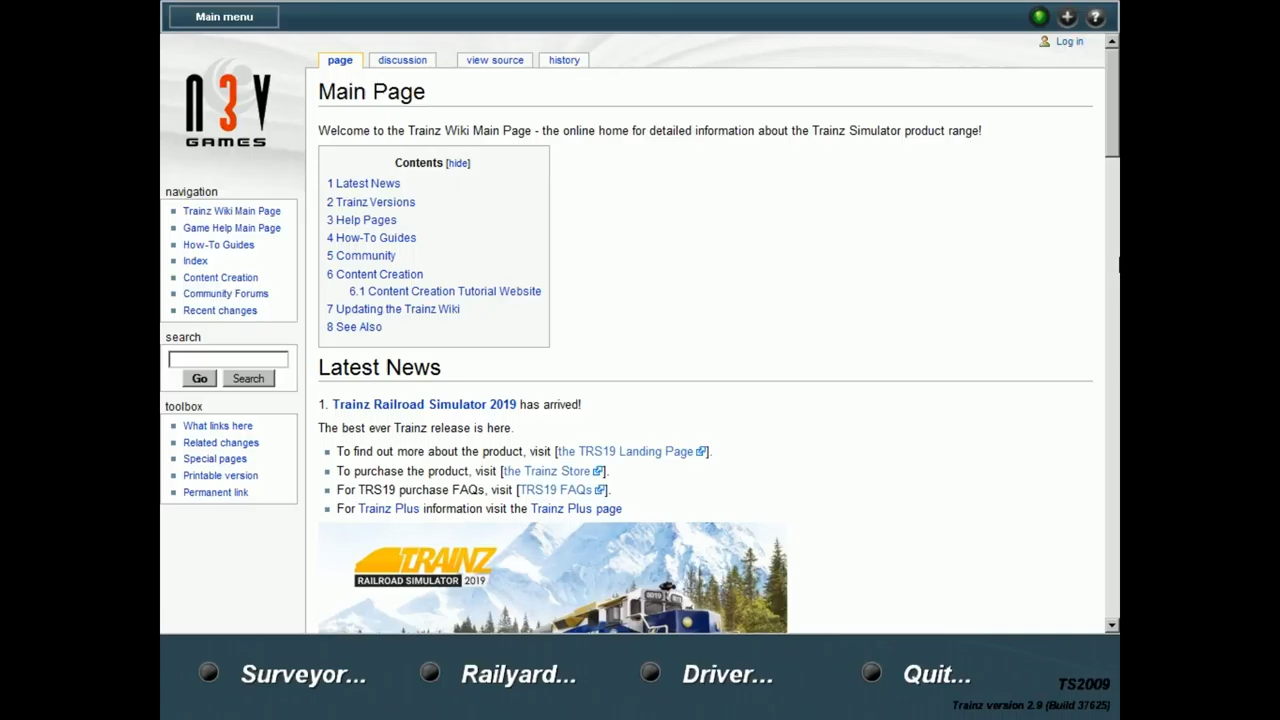 Main menu
?
Log in
page discussion view source history
n3v
GAMES
Main Page
Welcome to the Trainz Wiki Main Page - the online home for detailed information about the Trainz Simulator product range!
Contents [hide]
1 Latest News
2 Trainz Versions
3 Help Pages
4 How-To Guides
5 Community
6 Content Creation
6.1 Content Creation Tutorial Website
7 Updating the Trainz Wiki
8 See Also
navigation
Trainz Wiki Main Page
Game Help Main Page
How-To Guides
Index
Content Creation
Community Forums
Recent changes
search
Go Search
toolbox
What links here
Related changes
Special pages
Printable version
Permanent link
Latest News
1. Trainz Railroad Simulator 2019 has arrived!
The best ever Trainz release is here.
To find out more about the product, visit [the TRS19 Landing Page].
To purchase the product, visit [the Trainz Store].
For TRS19 purchase FAQs, visit [TRS19 FAQs].
For Trainz Plus information visit the Trainz Plus page
TRAINZ
RAILROAD SIMULATOR 2019
8019
Surveyor... Railyard... Driver... Quit...
TS2009
Trainz version 2.9 (Build 37625)